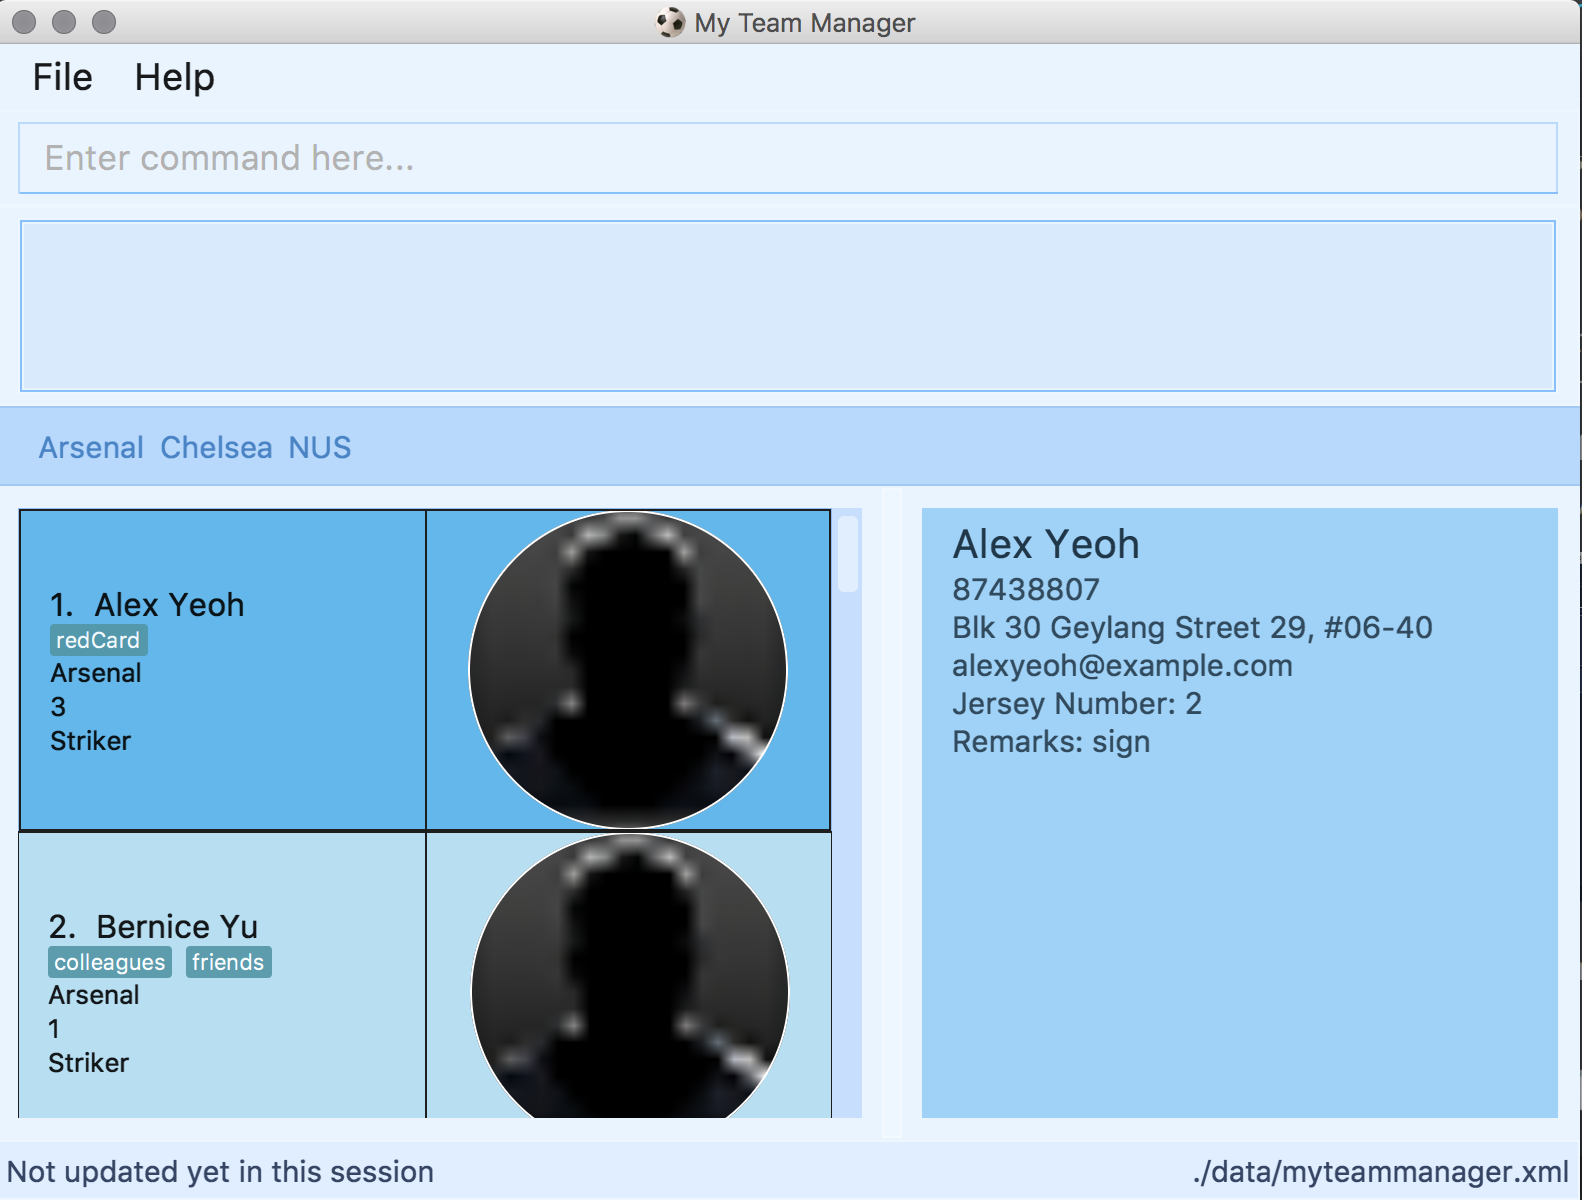 My Team Manager
File Help
Enter command here...
Arsenal Chelsea NUS
1. Alex Yeoh
redCard
Arsenal
3
Striker
2. Bernice Yu
colleagues friends
Arsenal
1
Striker
Alex Yeoh
87438807
Blk 30 Geylang Street 29, #06-40
alexyeoh@example.com
Jersey Number: 2
Remarks: sign
Not updated yet in this session
./data/myteammanager.xml